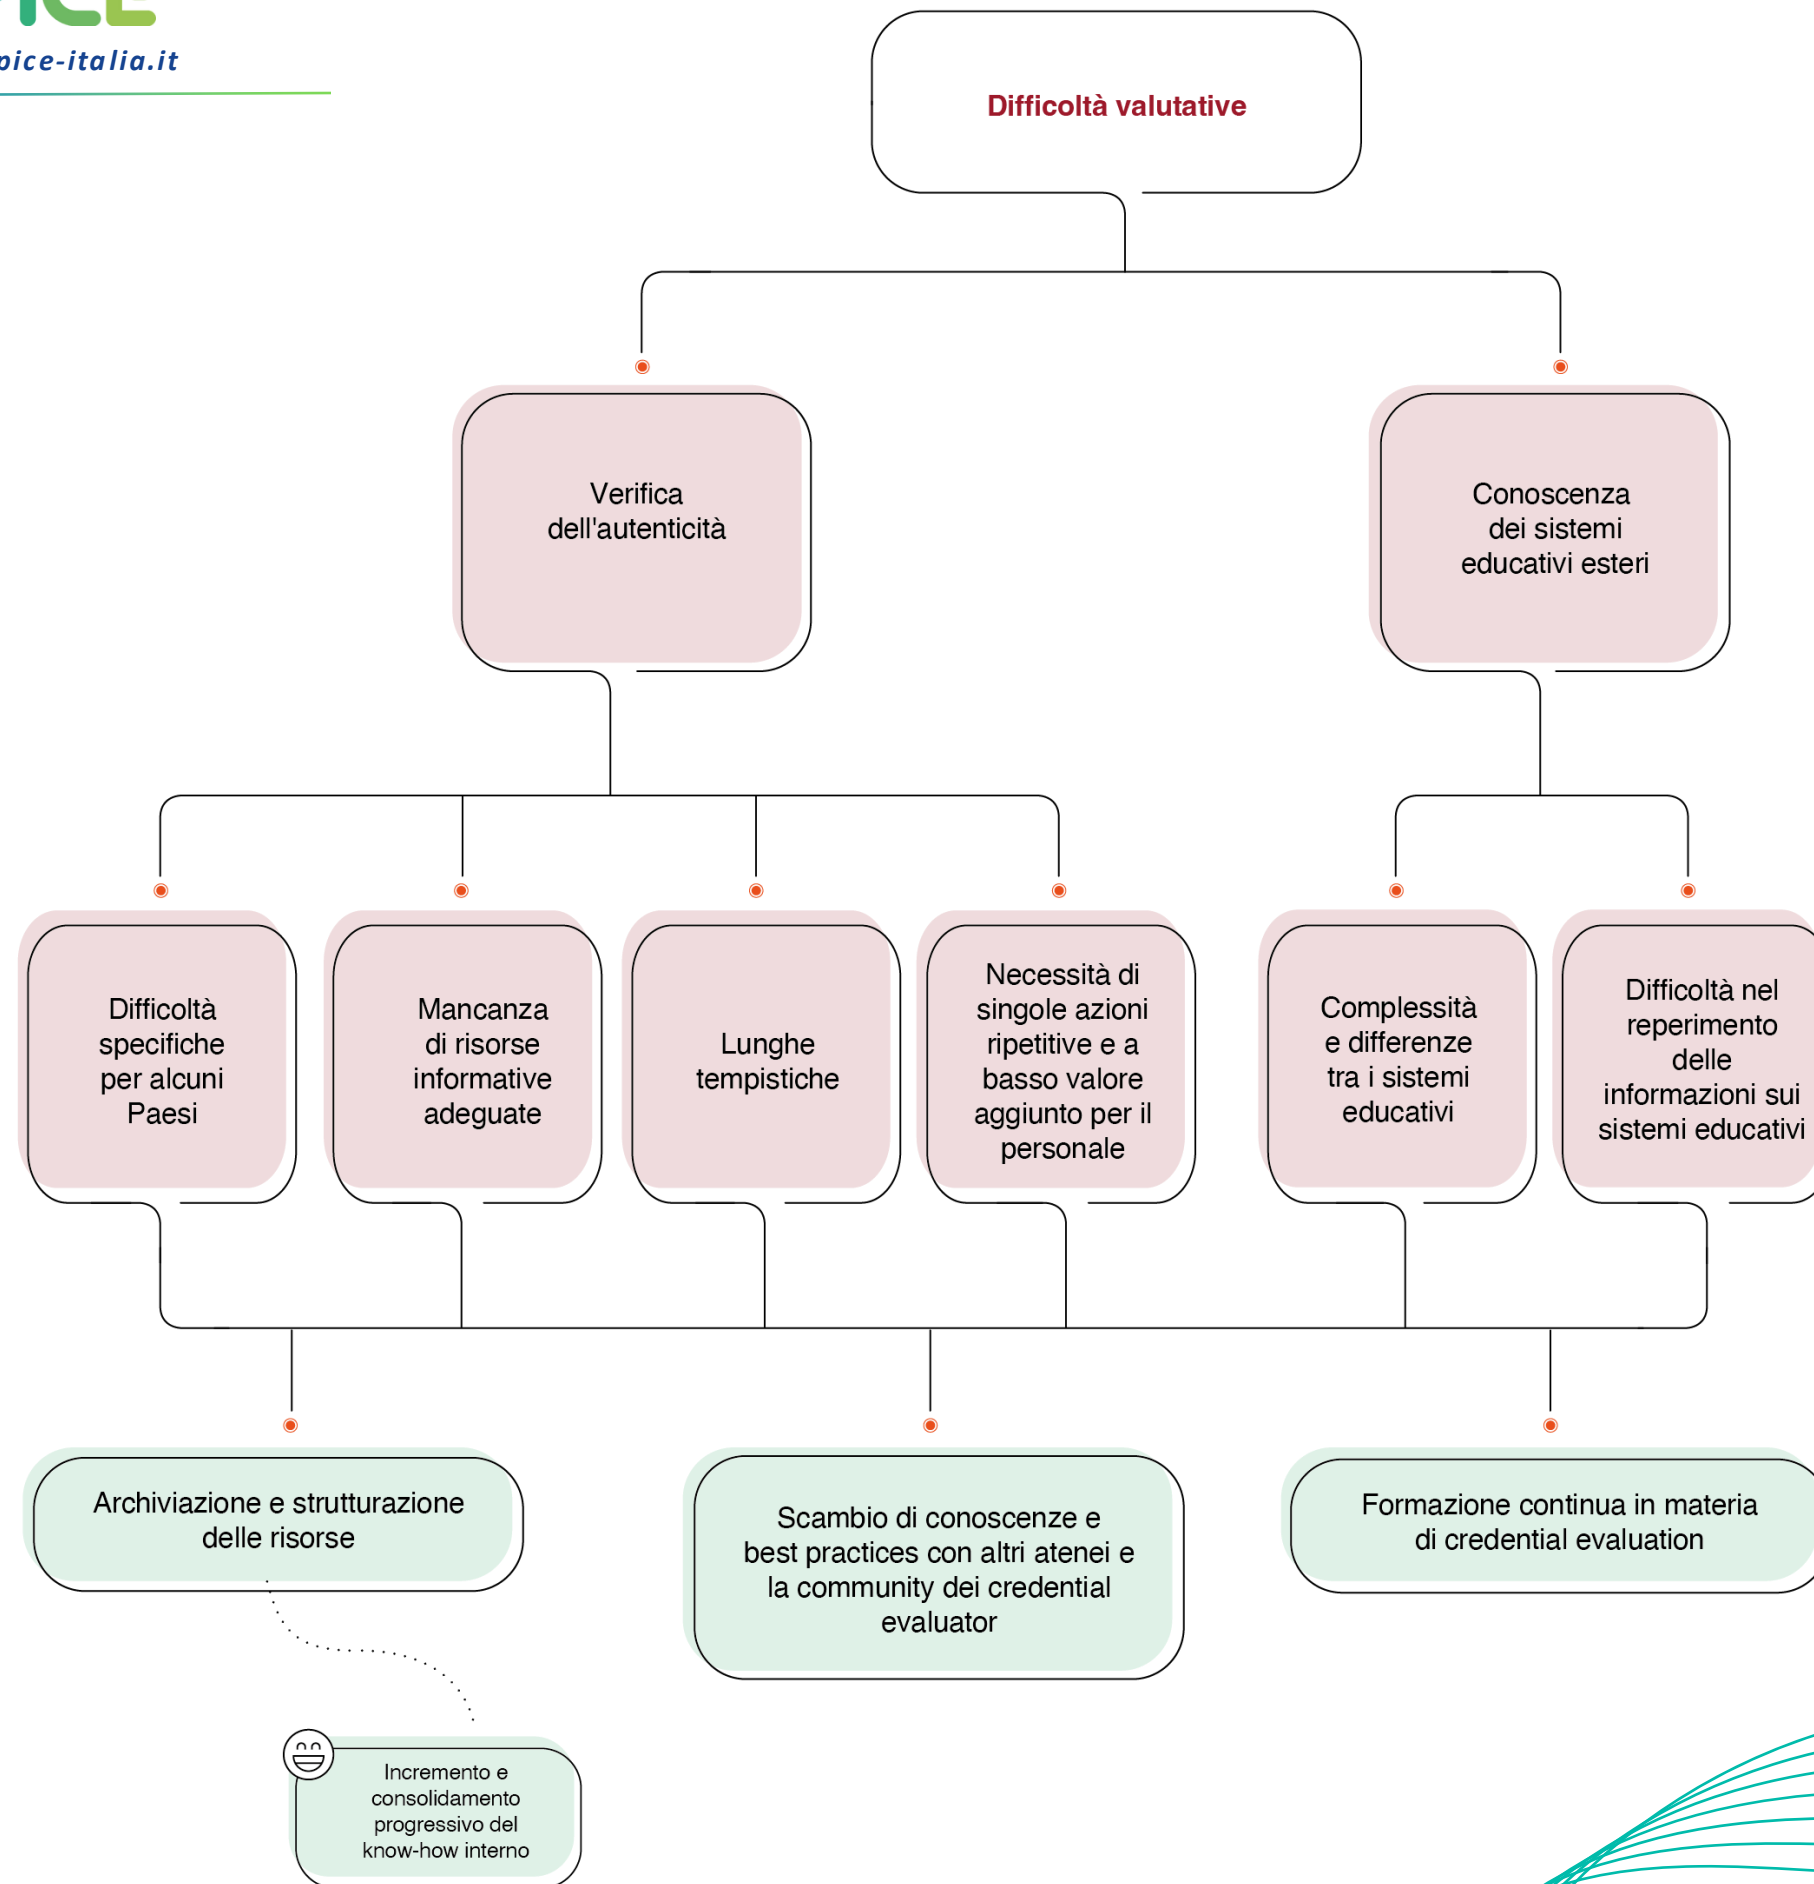 pice-italia.it
Difficoltà valutative
Verifica
dell'autenticità
Conoscenza
dei sistemi
educativi esteri
Difficoltà
specifiche
per alcuni
Paesi
Mancanza
di risorse
informative
adeguate
Lunghe
tempistiche
Necessità di
singole azioni
ripetitive e a
basso valore
aggiunto per il
personale
Complessità
e differenze
tra i sistemi
educativi
Difficoltà nel
reperimento
delle
informazioni sui
sistemi educativi
Archiviazione e strutturazione
delle risorse
Scambio di conoscenze e
best practices con altri atenei e
la community dei credential
evaluator
Formazione continua in materia
di credential evaluation
Incremento e
consolidamento
progressivo del
know-how interno